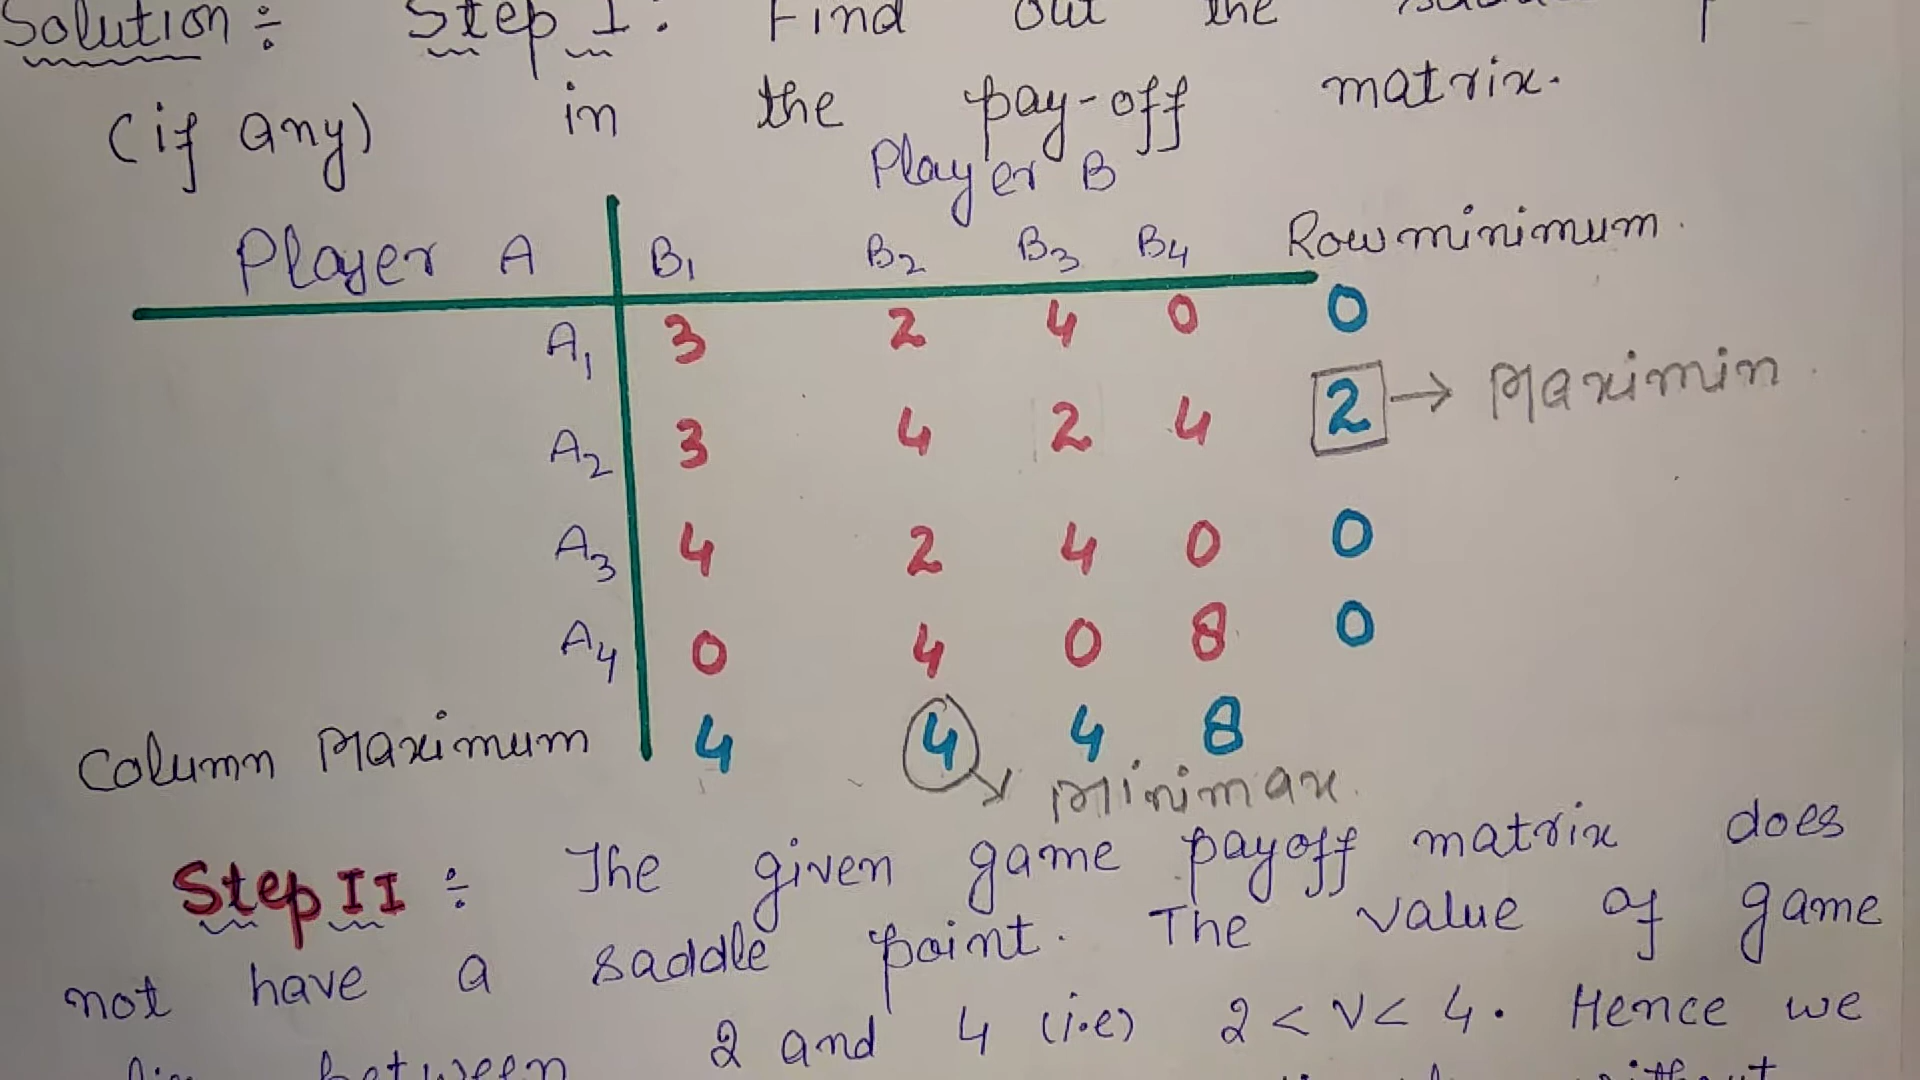 Solution ÷ Step I : Find out the
(if any) in the pay-off matrix.
Player B
Player A B1 B2 B3 B4 Row minimum.
A1 3 2 4 0 0
A2 3 4 2 4 2 → Maximin
A3 4 2 4 0 0
A4 0 4 0 8 0
Column Maximum 4 4 4 8
Minimax.
Step II ÷ The given game payoff matrix does
not have a saddle point. The value of game
between 2 and 4 (i.e) 2 < V < 4. Hence we